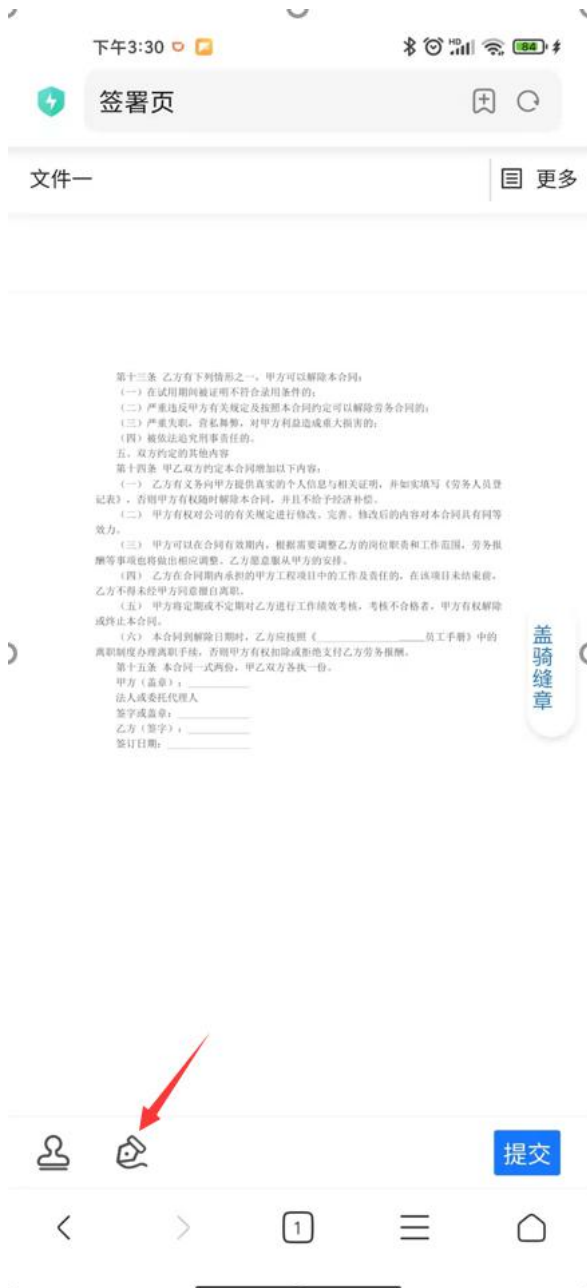 下午3:30
HD
84
签署页
文件一
更多
第十三条 乙方有下列情形之一，甲方可以解除本合同：
（一）在试用期间被证明不符合录用条件的；
（二）严重违反甲方有关规定及按照本合同约定可以解除劳务合同的；
（三）严重失职，营私舞弊，对甲方利益造成重大损害的；
（四）被依法追究刑事责任的。
五、双方约定的其他内容
第十四条 甲乙双方约定本合同增加以下内容：
（一） 乙方有义务向甲方提供真实的个人信息与相关证明，并如实填写《劳务人员登
记表》，否则甲方有权随时解除本合同，并且不给予经济补偿。
（二） 甲方有权对公司的有关规定进行修改、完善。修改后的内容对本合同具有同等
效力。
（三） 甲方可以在合同有效期内，根据需要调整乙方的岗位职责和工作范围，劳务报
酬等事项也将做出相应调整。乙方愿意服从甲方的安排。
（四） 乙方在合同期内承担的甲方工程项目中的工作及责任的，在该项目未结束前，
乙方不得未经甲方同意擅自离职。
（五） 甲方将定期或不定期对乙方进行工作绩效考核，考核不合格者，甲方有权解除
或终止本合同。
（六） 本合同到解除日期时，乙方应按照《________________员工手册》中的
离职制度办理离职手续，否则甲方有权扣除或拒绝支付乙方劳务报酬。
第十五条 本合同一式两份，甲乙双方各执一份。
甲方（盖章）：__________
法人或委托代理人
签字或盖章：____________
乙方（签字）：__________
签订日期：______________
盖骑缝章
提交
1